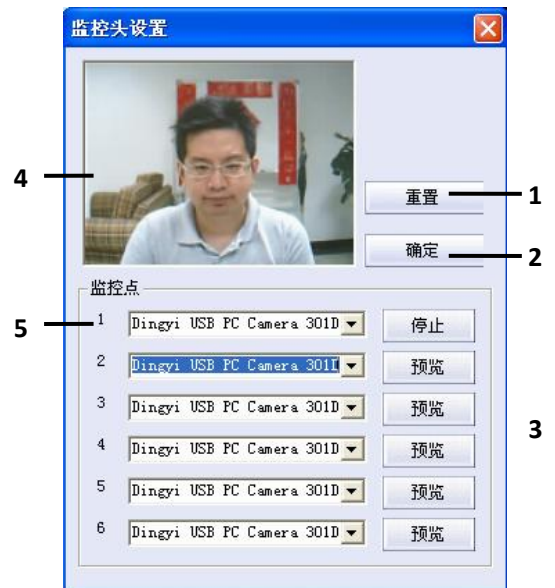 监控头设置
4
重置 1
确定 2
监控点
5 1 Dingyi USB PC Camera 301D 停止
2 Dingyi USB PC Camera 301D 预览
3 Dingyi USB PC Camera 301D 预览
3
4 Dingyi USB PC Camera 301D 预览
5 Dingyi USB PC Camera 301D 预览
6 Dingyi USB PC Camera 301D 预览